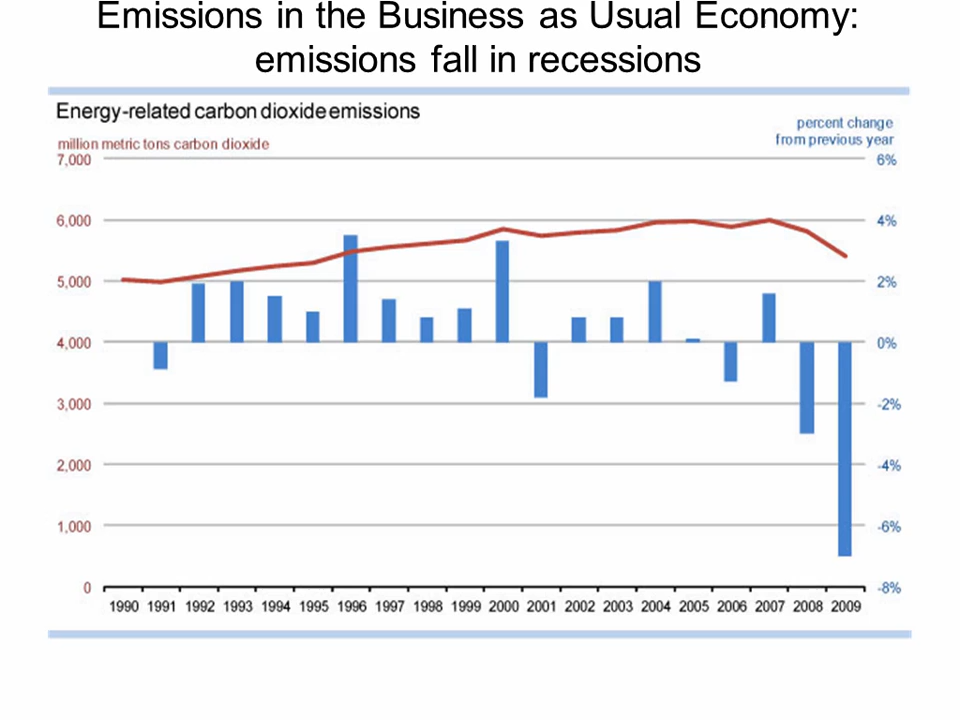 Emissions in the Business as Usual Economy:
emissions fall in recessions
Energy-related carbon dioxide emissions
million metric tons carbon dioxide
percent change
from previous year
7,000
6%
6,000
4%
5,000
2%
4,000
0%
3,000
-2%
2,000
-4%
1,000
-6%
0
-8%
1990 1991 1992 1993 1994 1995 1996 1997 1998 1999 2000 2001 2002 2003 2004 2005 2006 2007 2008 2009